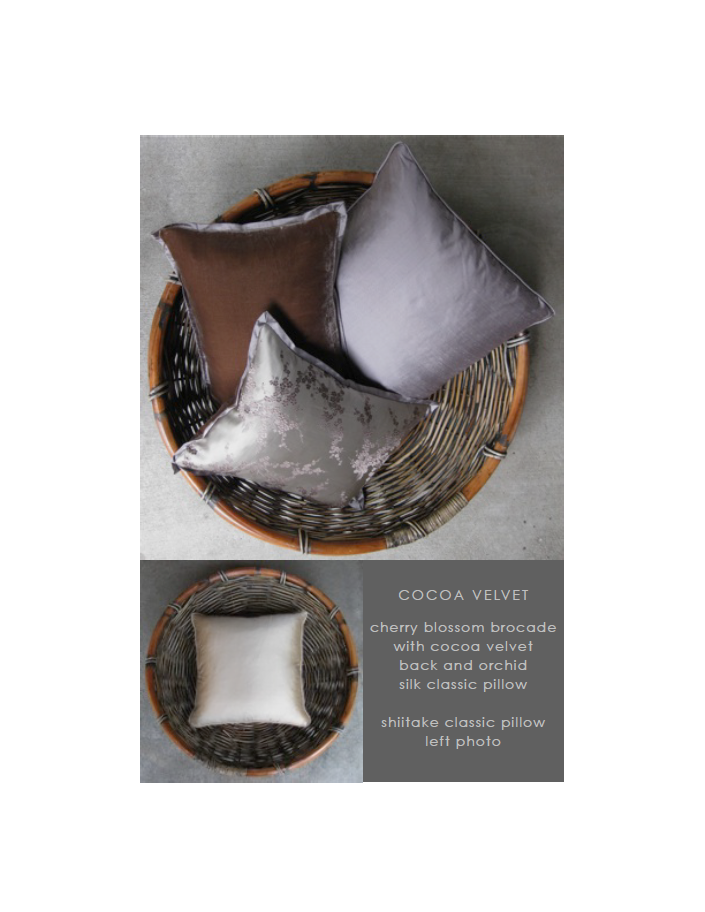 COCOA VELVET
cherry blossom brocade
with cocoa velvet
back and orchid
silk classic pillow
shiitake classic pillow
left photo